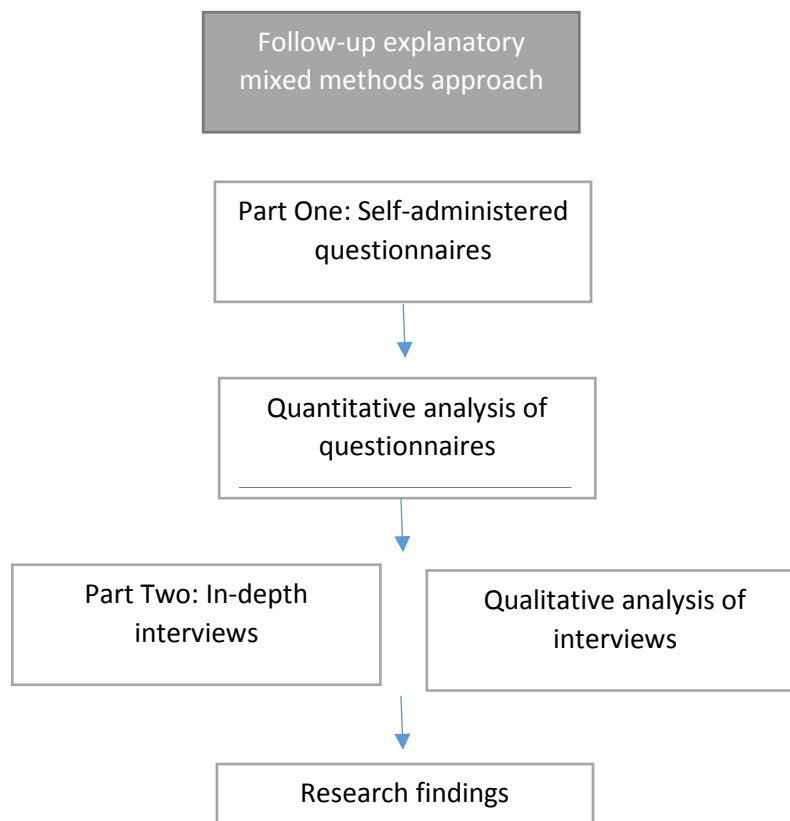 Follow-up explanatory
mixed methods approach
Part One: Self-administered
questionnaires
Quantitative analysis of
questionnaires
Part Two: In-depth
interviews
Qualitative analysis of
interviews
Research findings